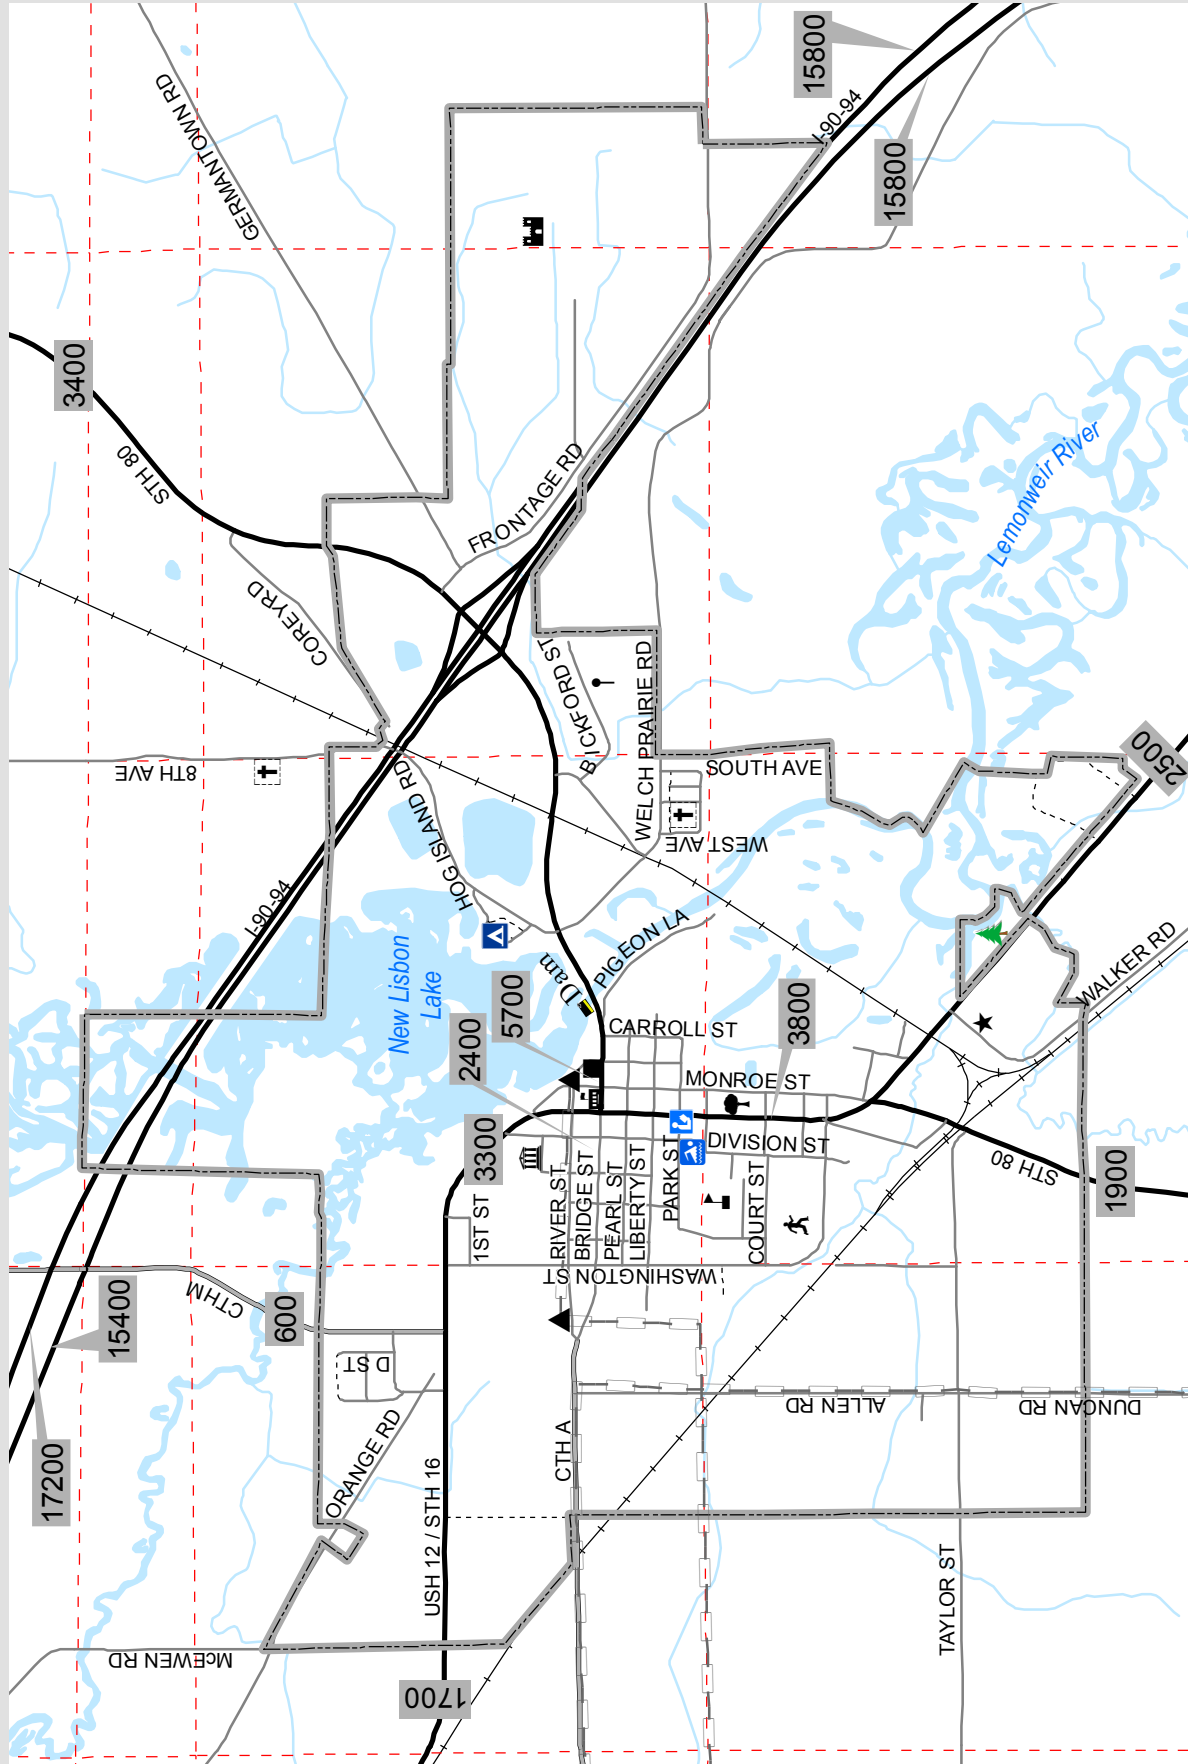 15800
I-90-94
15800
GERMANTOWN RD
3400
STH 80
FRONTAGE RD
COREYRD
Lemonweir River
BICKFORD ST
WELCH PRAIRIE RD
8TH AVE
SOUTH AVE
2500
HOG ISLAND RD
WEST AVE
I-90-94
New Lisbon
Lake
Dam
PIGEON LA
WALKER RD
5700
2400
CARROLL ST
3800
MONROE ST
3300
DIVISION ST
STH 80
1900
1ST ST
RIVER ST
BRIDGE ST
PEARL ST
LIBERTY ST
PARK ST
COURT ST
WASHINGTON ST
CTHM
600
15400
D ST
ORANGE RD
17200
USH 12 / STH 16
CTH A
ALLEN RD
DUNCAN RD
TAYLOR ST
McEWEN RD
1700